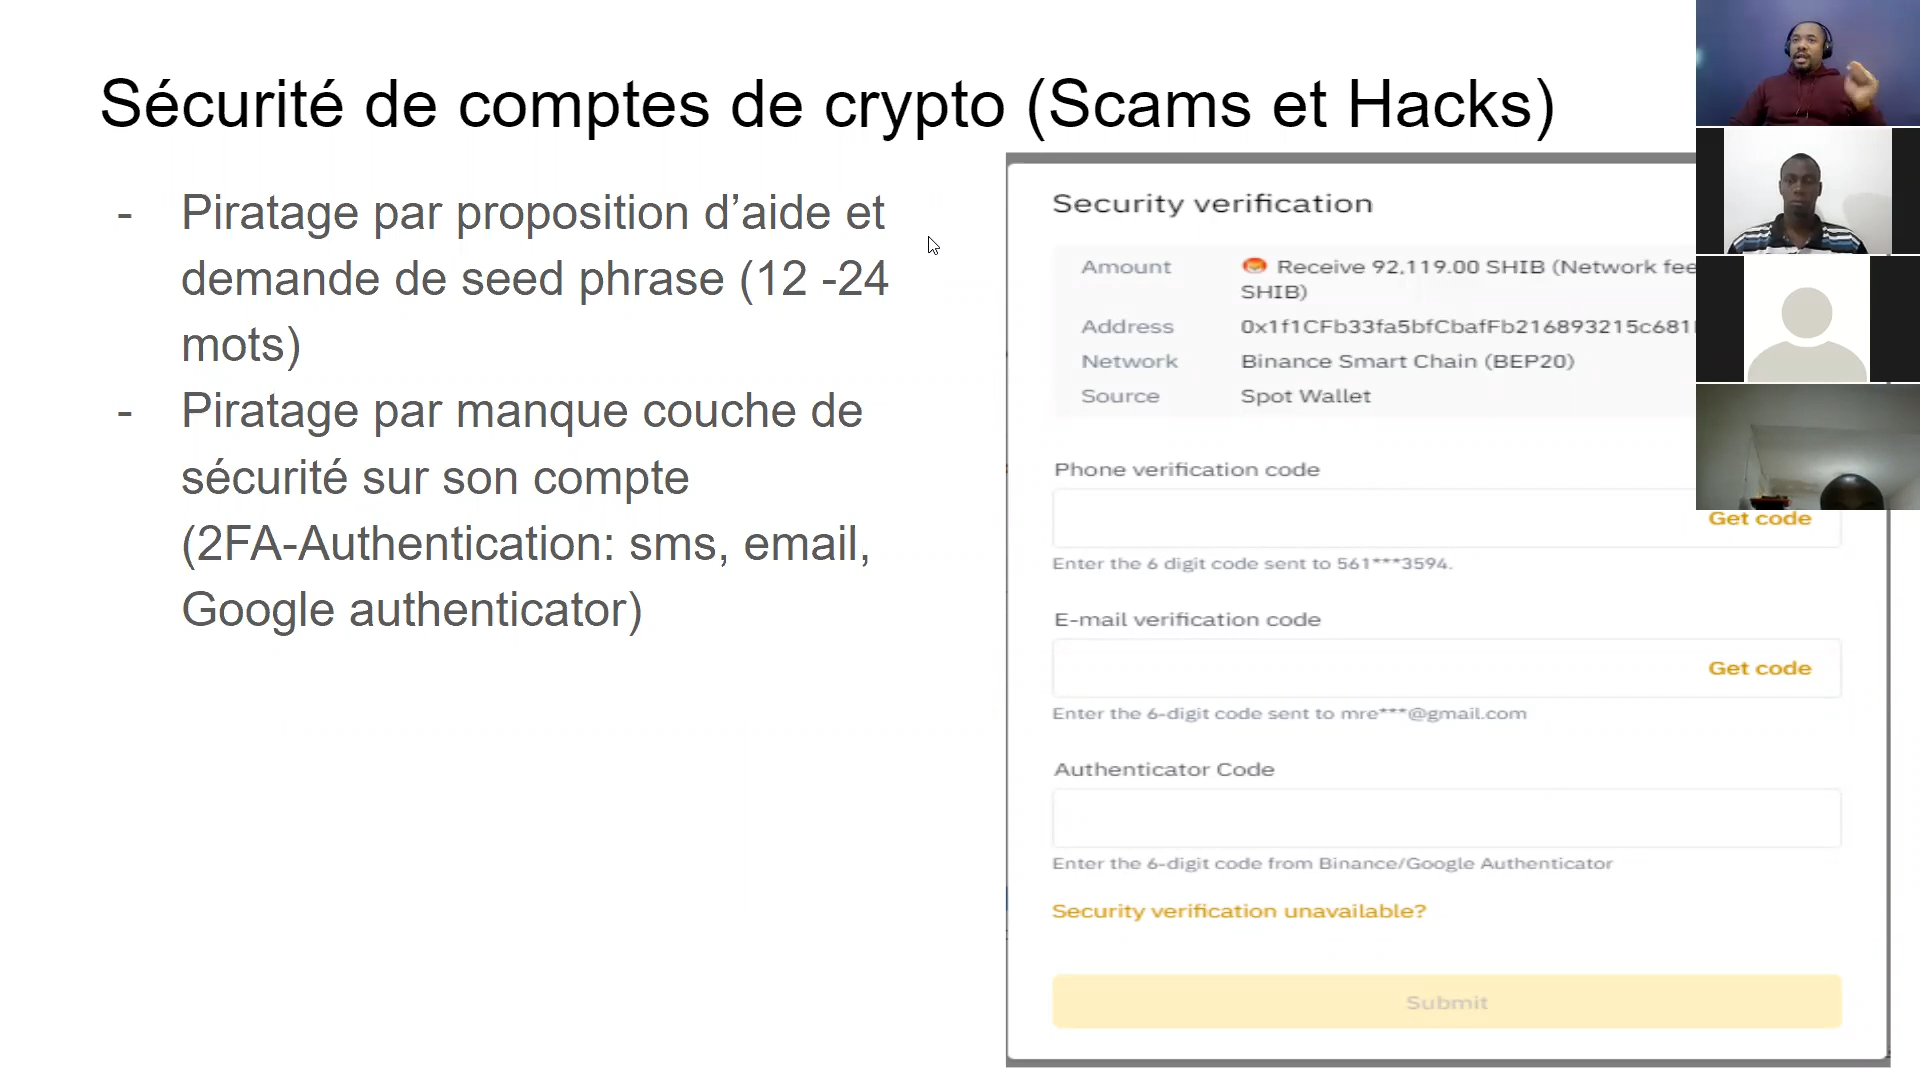 Sécurité de comptes de crypto (Scams et Hacks)
- Piratage par proposition d’aide et
demande de seed phrase (12 -24
mots)
- Piratage par manque couche de
sécurité sur son compte
(2FA-Authentication: sms, email,
Google authenticator)
Security verification
Amount Receive 92,119.00 SHIB (Network fee
SHIB)
Address
Network Binance Smart Chain (BEP20)
Source Spot Wallet
Phone verification code
Get code
Enter the 6 digit code sent to 561***3594.
E-mail verification code
Get code
Enter the 6-digit code sent to mre***@gmail.com
Authenticator Code
Enter the 6-digit code from Binance/Google Authenticator
Security verification unavailable?
Submit